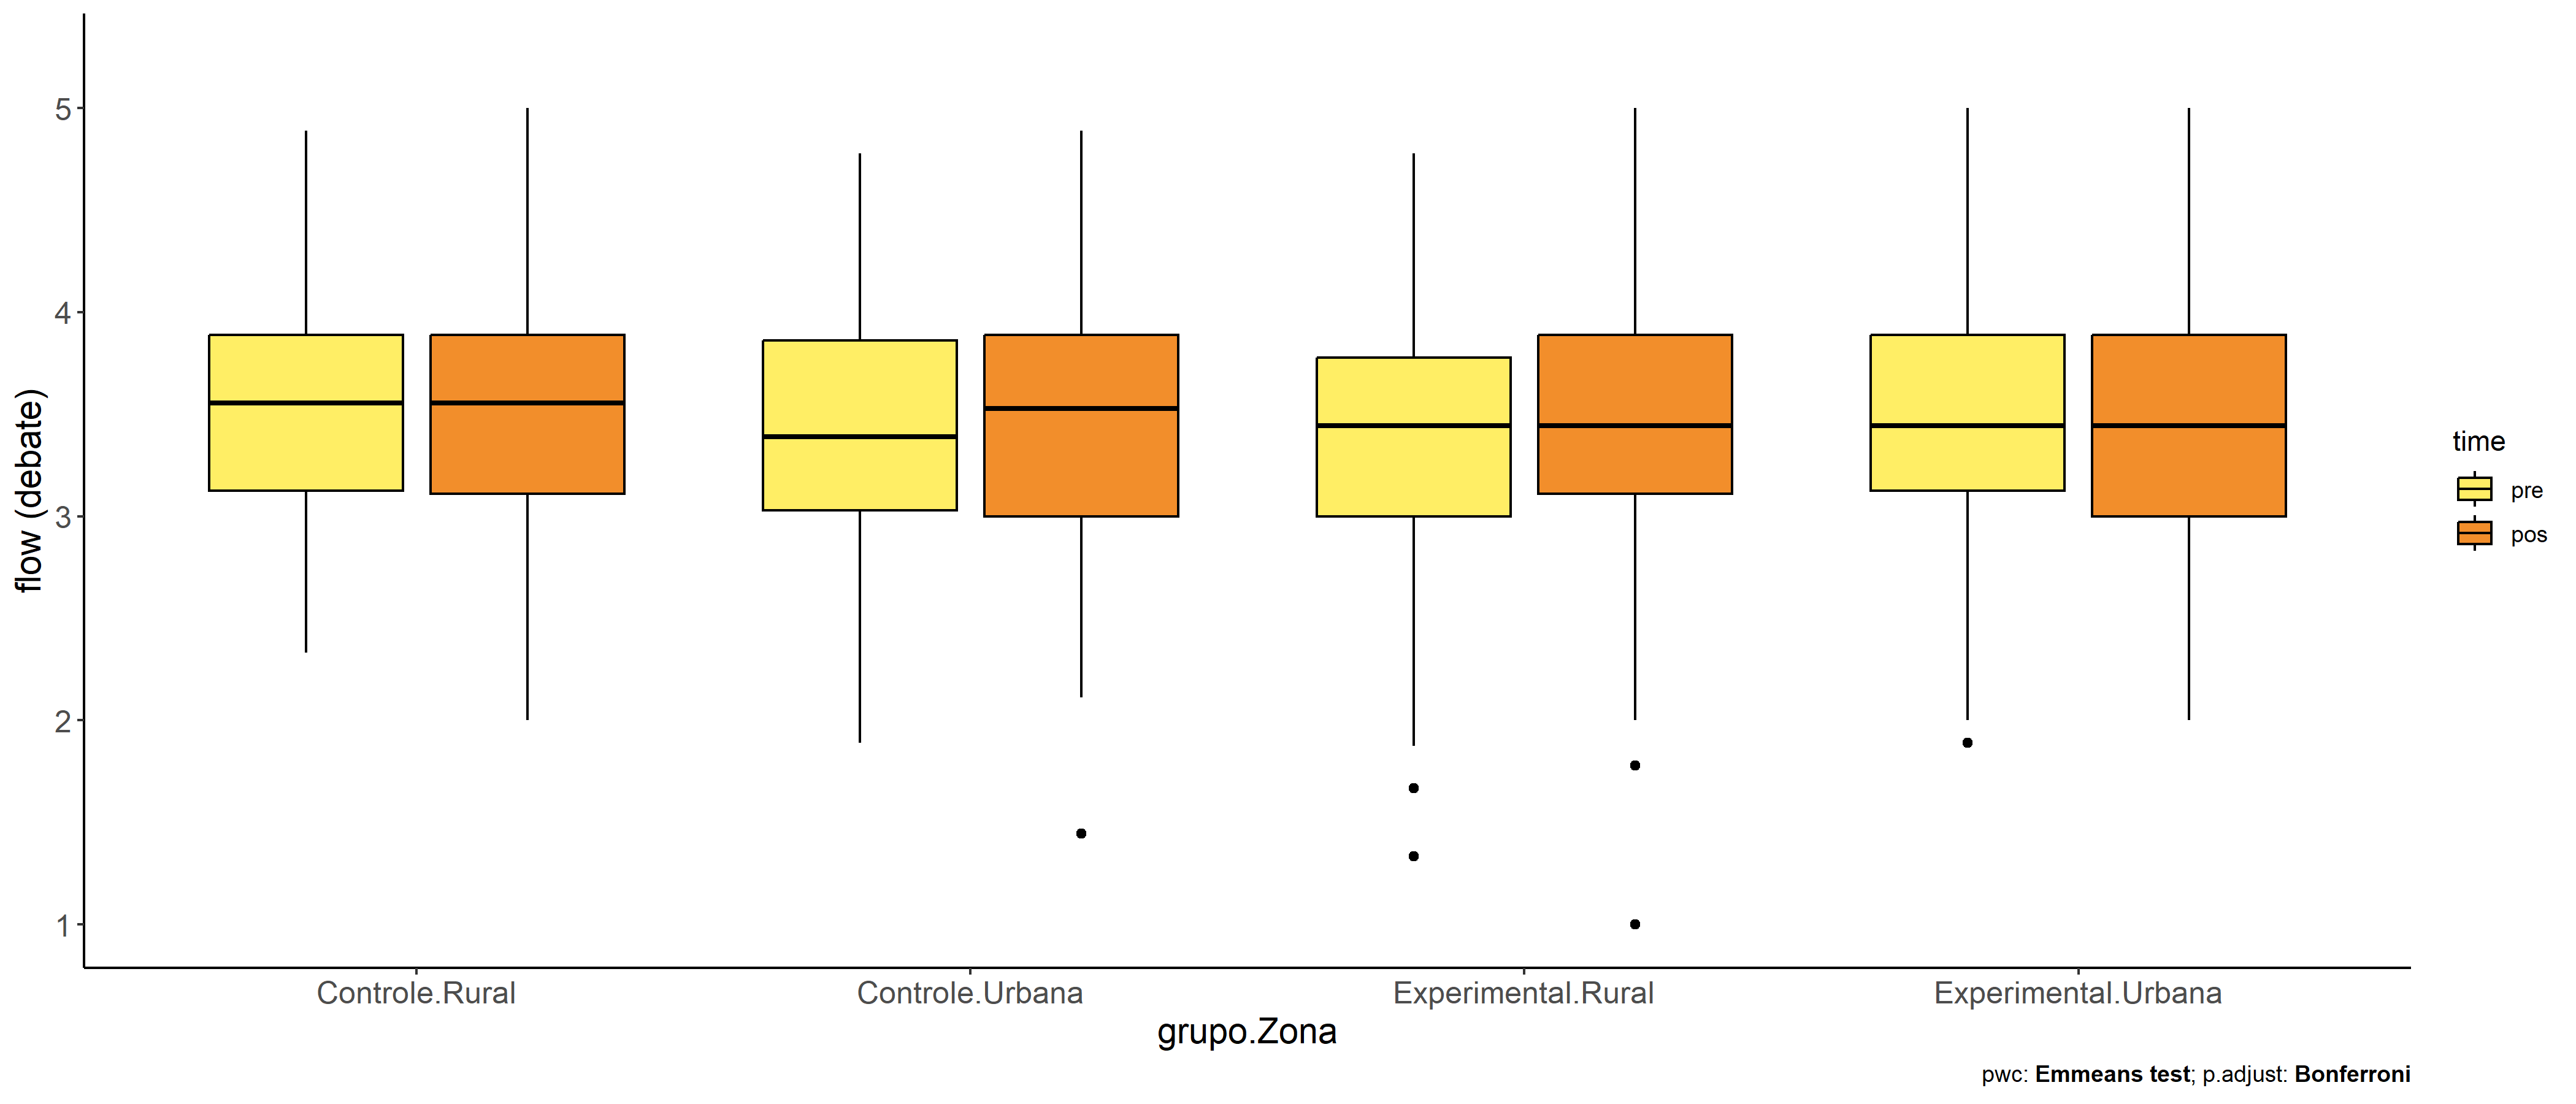 flow (debate)
5
4
3
2
1
Controle.Rural
Controle.Urbana
Experimental.Rural
Experimental.Urbana
grupo.Zona
time
pre
pos
pwc: Emmeans test; p.adjust: Bonferroni